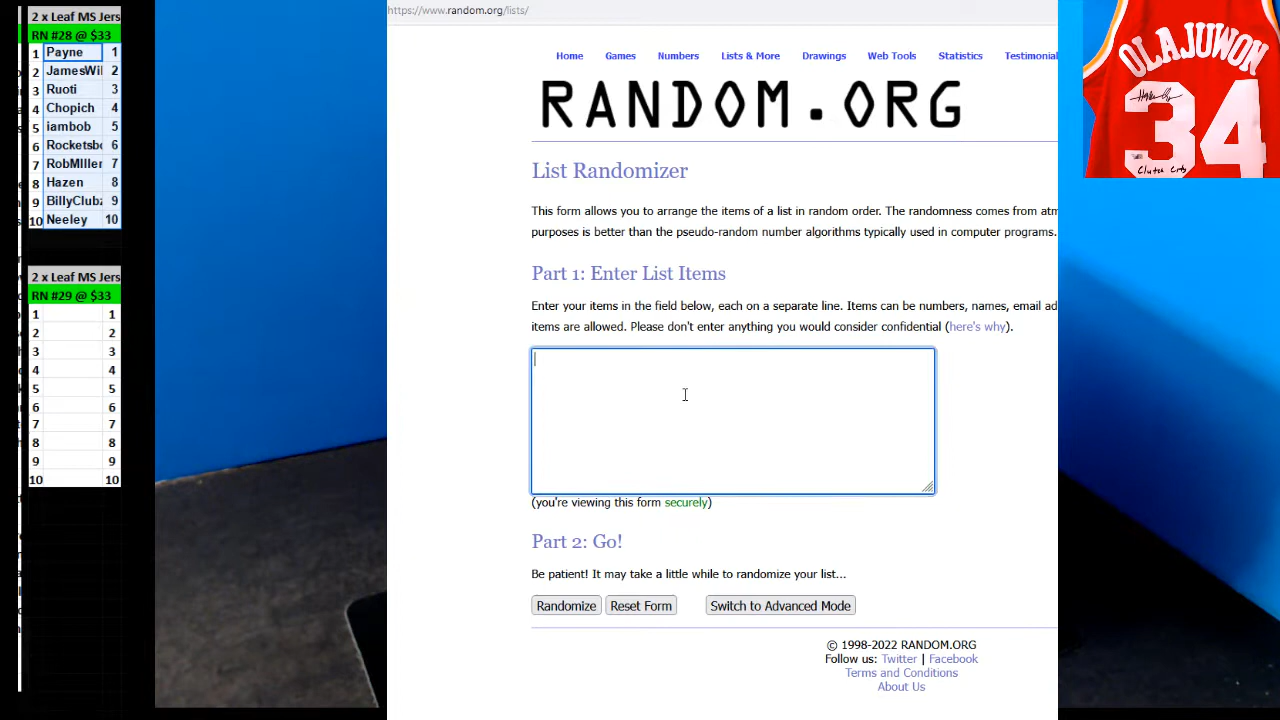 https://www.random.org/lists/
2 x Leaf MS Jers
RN #28 @ $33
1 Payne 1
2 JamesWil 2
3 Ruoti 3
4 Chopich 4
5 iambob 5
6 Rocketsbo 6
7 RobMIller 7
8 Hazen 8
9 BillyClubz 9
10 Neeley 10
2 x Leaf MS Jers
RN #29 @ $33
1 1
2 2
3 3
4 4
5 5
6 6
7 7
8 8
9 9
10 10
Home Games Numbers Lists & More Drawings Web Tools Statistics Testimonia
RANDOM.ORG
List Randomizer
This form allows you to arrange the items of a list in random order. The randomness comes from atm
purposes is better than the pseudo-random number algorithms typically used in computer programs.
Part 1: Enter List Items
Enter your items in the field below, each on a separate line. Items can be numbers, names, email ad
items are allowed. Please don't enter anything you would consider confidential (here's why).
(you're viewing this form securely)
Part 2: Go!
Be patient! It may take a little while to randomize your list...
Randomize Reset Form Switch to Advanced Mode
© 1998-2022 RANDOM.ORG
Follow us: Twitter | Facebook
Terms and Conditions
About Us
OLAJUWON
34